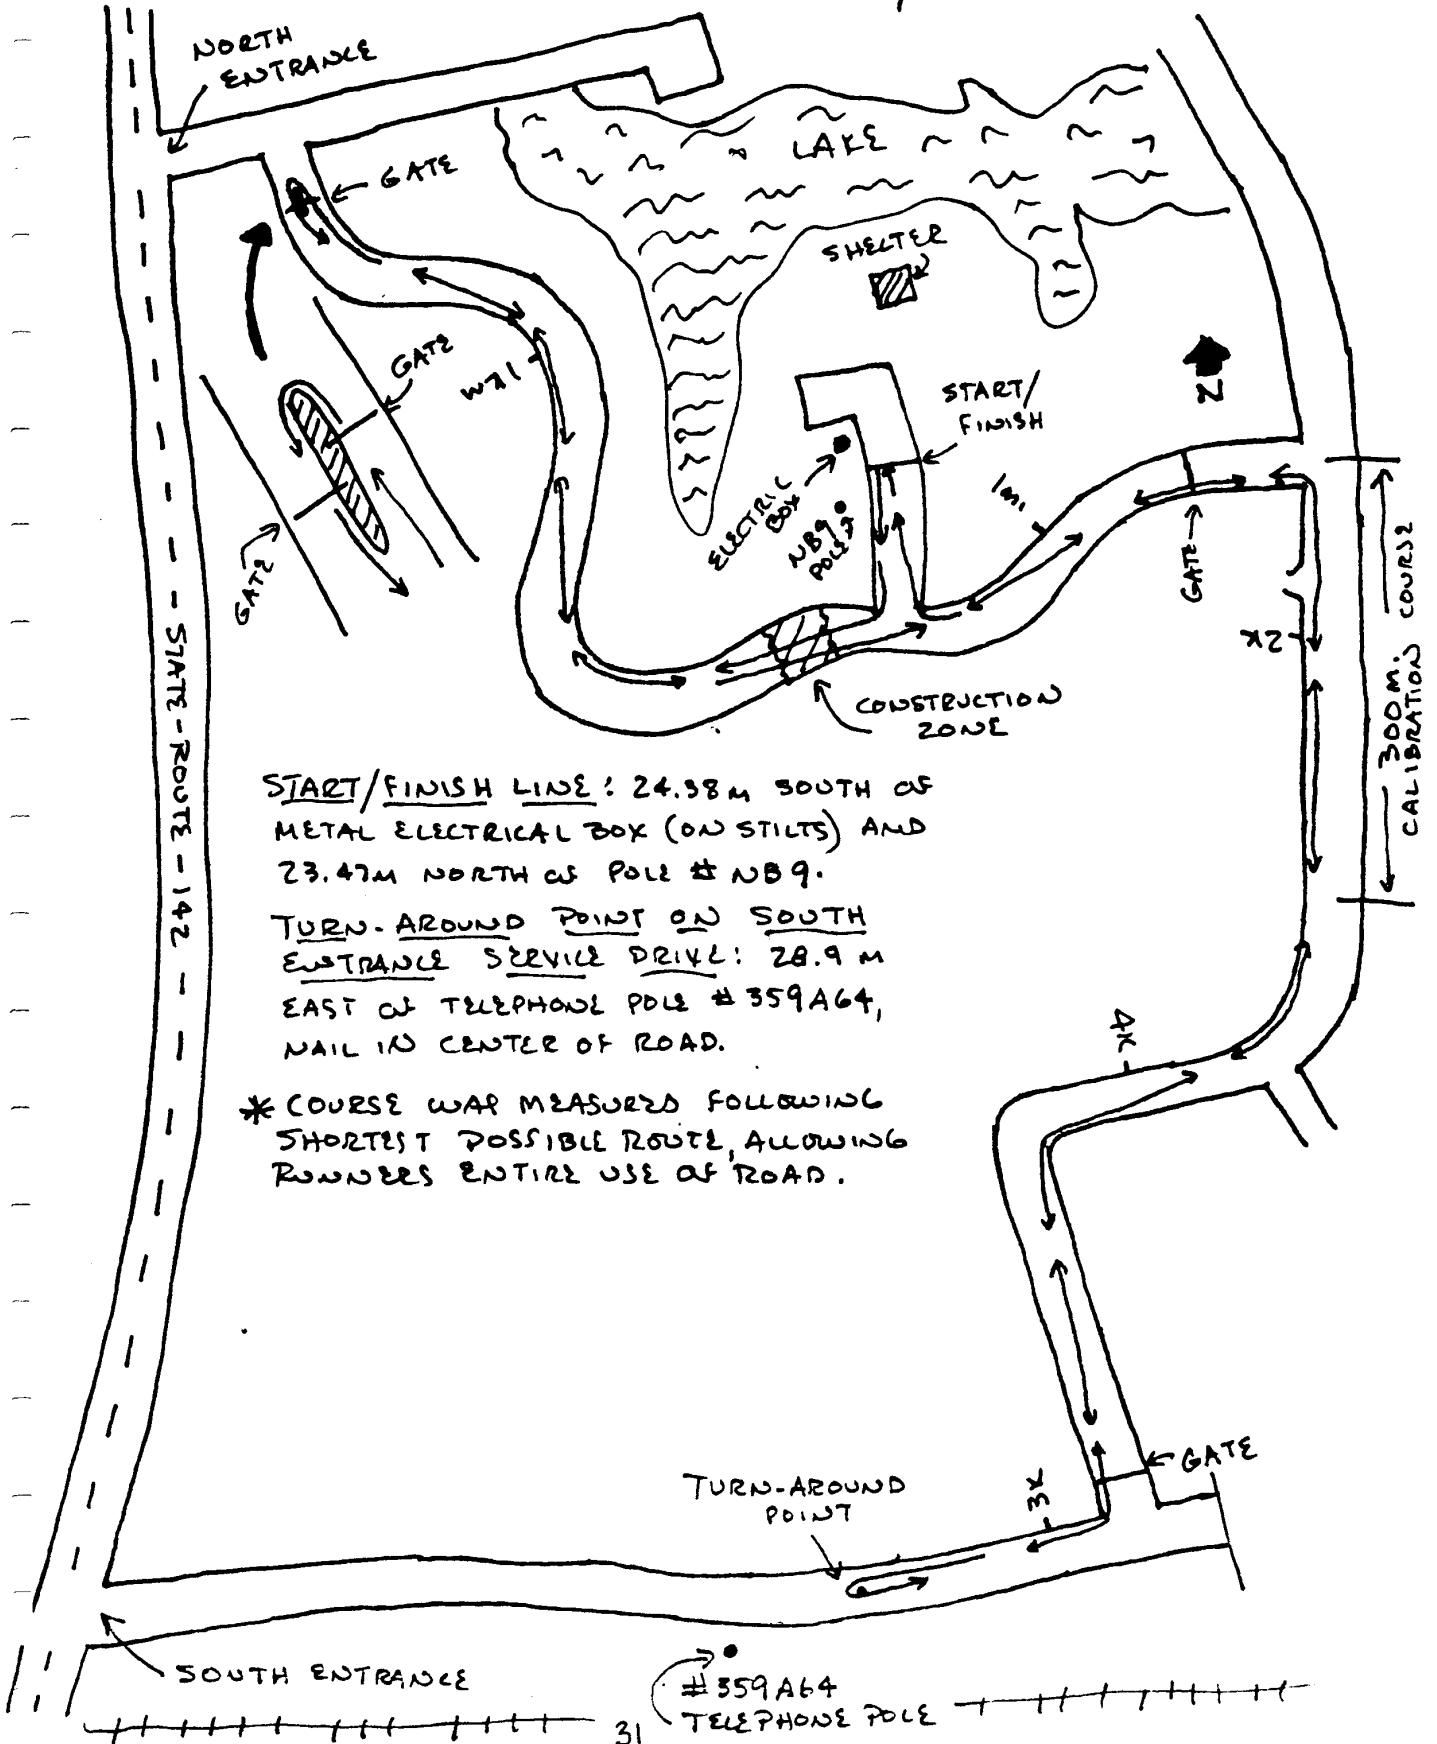 NORTH
ENTRANCE
GATE
LAKE
SHELTER
GATE
1KM
START/
FINISH
N
ELECTRIC
BOX
NB9
POLE #
1mi
GATE
GATE
2K
300 M.
CALIBRATION COURSE
CONSTRUCTION
ZONE
STATE-ROUTE-142
START/FINISH LINE: 24.38M SOUTH OF
METAL ELECTRICAL BOX (ON STILTS) AND
23.47M NORTH OF POLE # NB9.
TURN-AROUND POINT ON SOUTH
ENTRANCE SERVICE DRIVE: 28.9 M
EAST OF TELEPHONE POLE #359A64,
NAIL IN CENTER OF ROAD.
* COURSE WAS MEASURED FOLLOWING
SHORTEST POSSIBLE ROUTE, ALLOWING
RUNNERS ENTIRE USE OF ROAD.
4K
GATE
3K
TURN-AROUND
POINT
SOUTH ENTRANCE
#359A64
TELEPHONE POLE
31